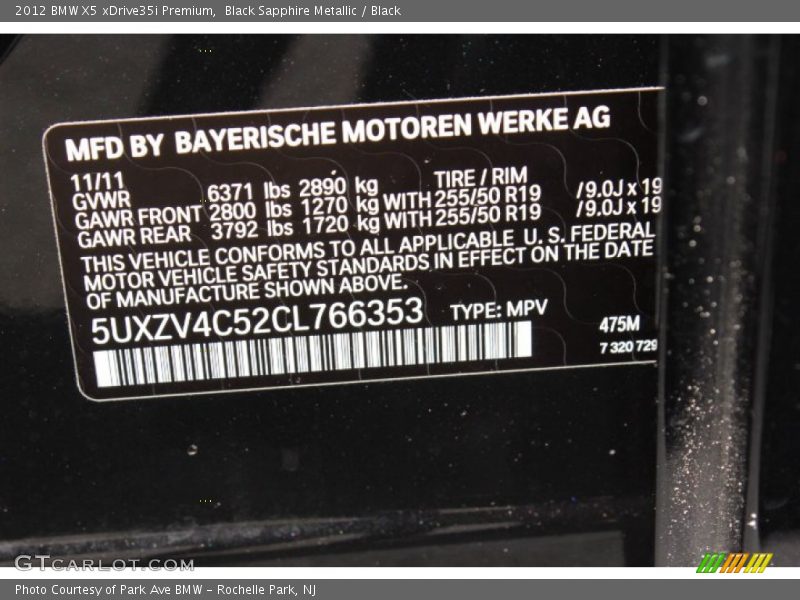 2012 BMW X5 xDrive35i Premium,  Black Sapphire Metallic / Black
MFD BY BAYERISCHE MOTOREN WERKE AG
11/11 TIRE / RIM
GVWR 6371 lbs 2890 kg
GAWR FRONT 2800 lbs 1270 kg WITH 255/50 R19 /9.0J x 19
GAWR REAR 3792 lbs 1720 kg WITH 255/50 R19 /9.0J x 19
THIS VEHICLE CONFORMS TO ALL APPLICABLE U. S. FEDERAL
MOTOR VEHICLE SAFETY STANDARDS IN EFFECT ON THE DATE
OF MANUFACTURE SHOWN ABOVE.
5UXZV4C52CL766353 TYPE: MPV
475M
7 320 729
GTCARLOT.COM
Photo Courtesy of Park Ave BMW - Rochelle Park, NJ